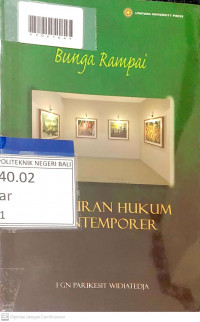 UDAYANA UNIVERSITY PRESS
Bunga Rampai
POLITEKNIK NEGERI BALI
40.02
ar
1
IRAN HUKUM
NTEMPORER
I GN PARIKESIT WIDIATEDJA